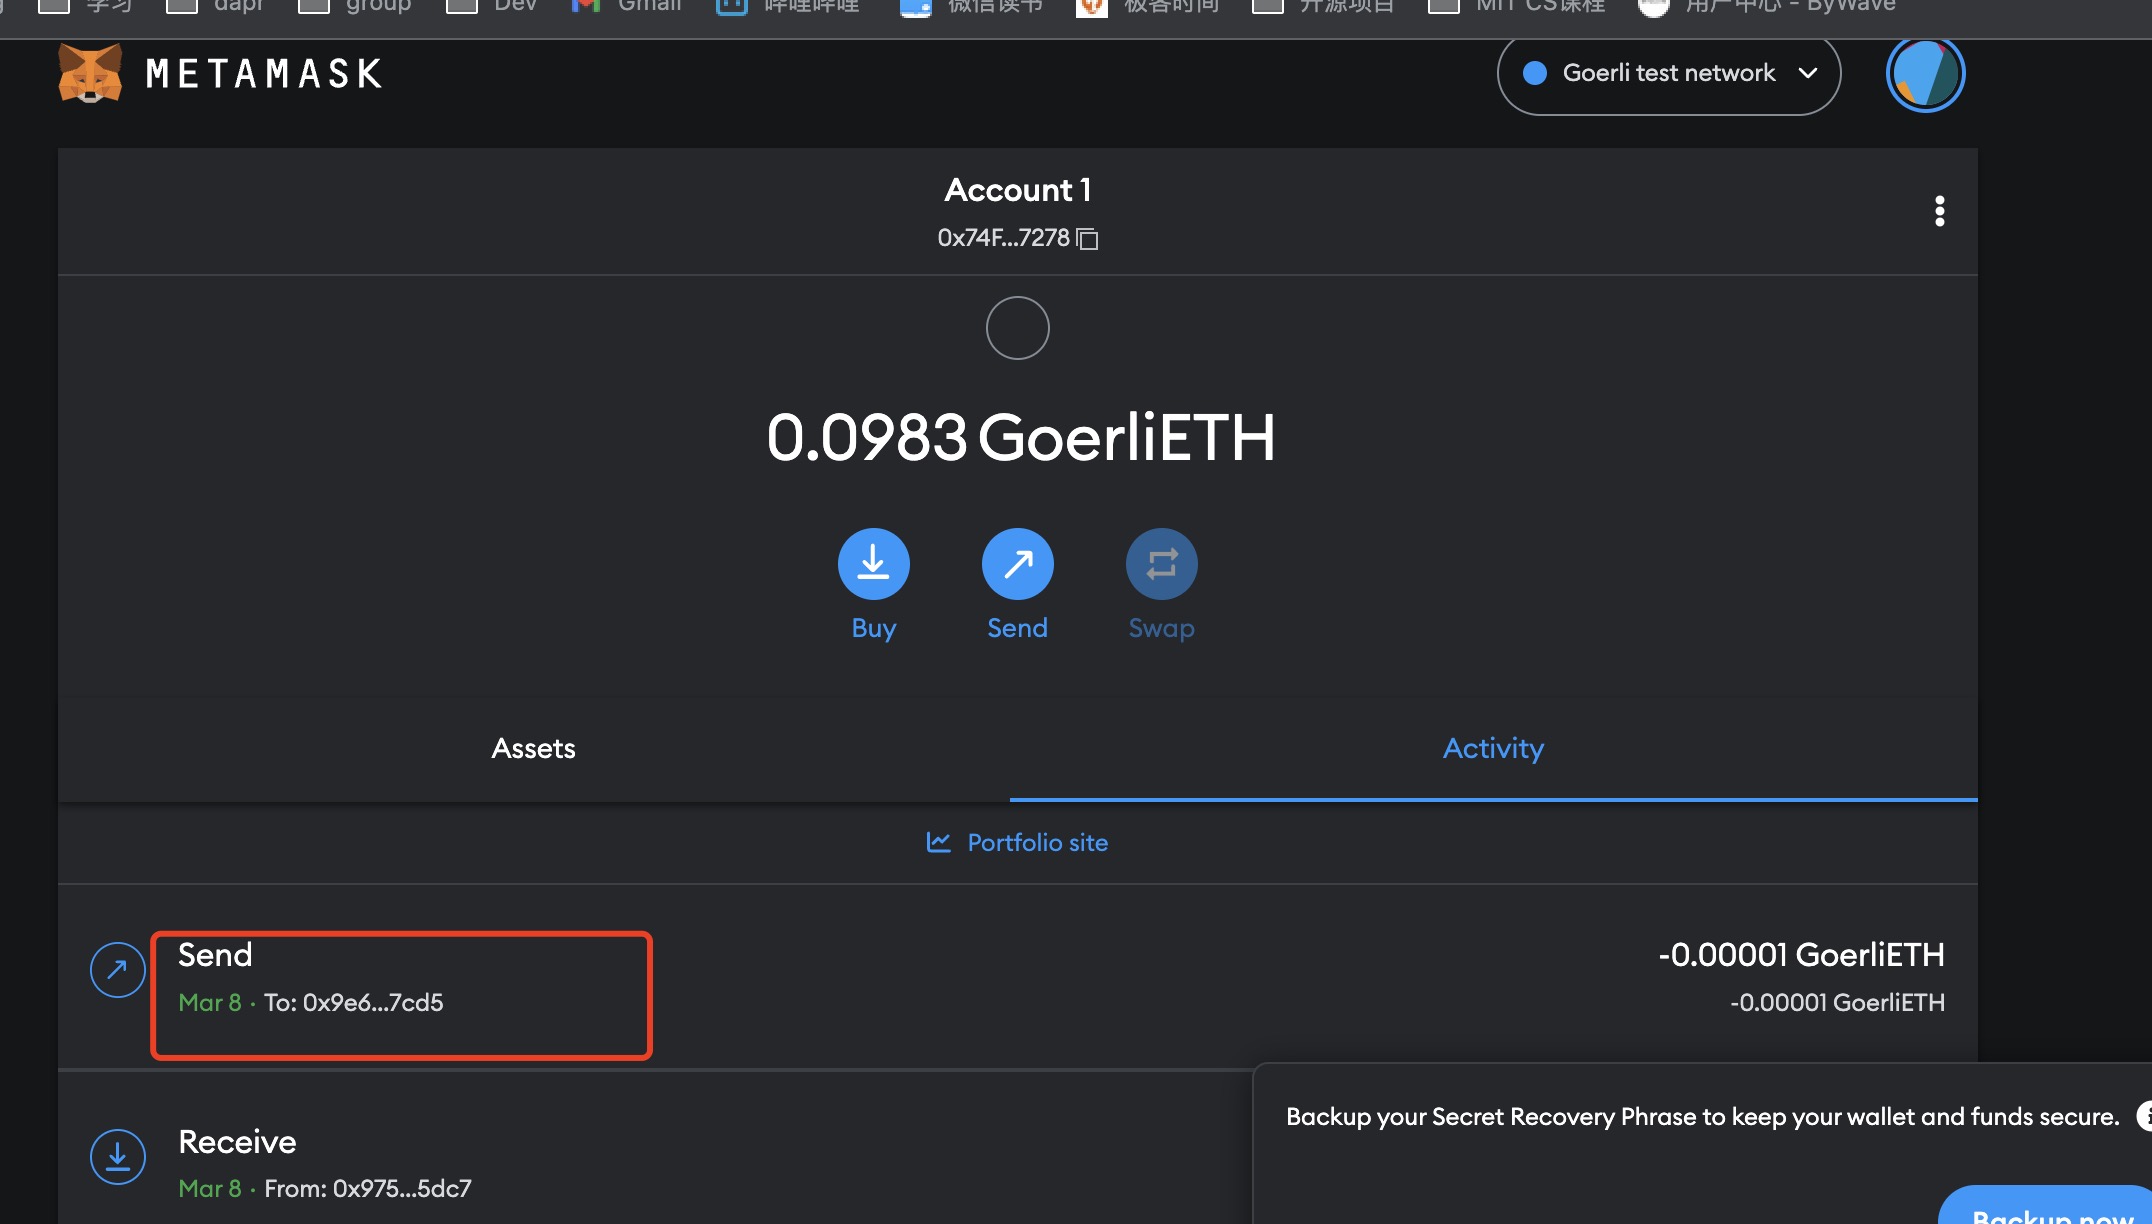 学习 dapr group Dev Gmail 哔哩哔哩 微信读书 极客时间 开源项目 MIT CS课程 用户中心 - ByWave
METAMASK
Goerli test network
Account 1
0x74F...7278
0.0983 GoerliETH
Buy
Send
Swap
Assets
Activity
Portfolio site
Send
-0.00001 GoerliETH
Mar 8 · To: 0x9e6...7cd5
-0.00001 GoerliETH
Receive
Mar 8 · From: 0x975...5dc7
Backup your Secret Recovery Phrase to keep your wallet and funds secure.
Backup now